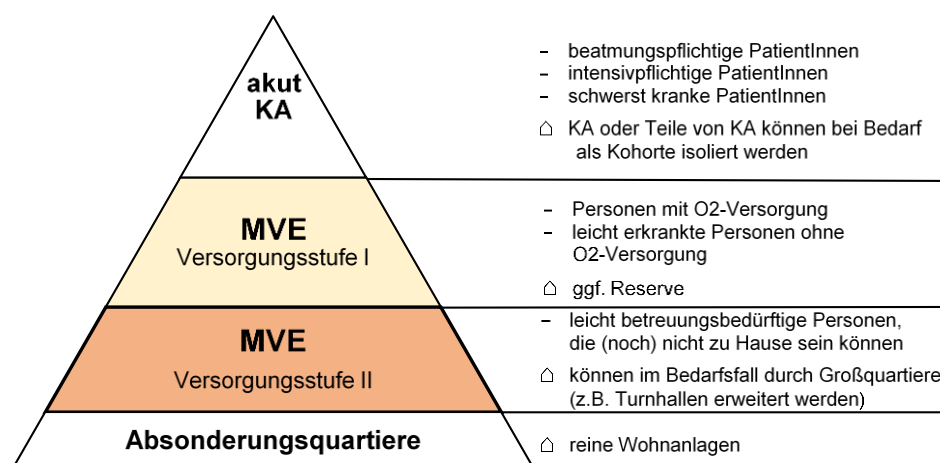 akut
KA
- beatmungspflichtige PatientInnen
- intensivpflichtige PatientInnen
- schwerst kranke PatientInnen
⌂ KA oder Teile von KA können bei Bedarf
als Kohorte isoliert werden
MVE
Versorgungsstufe I
- Personen mit O2-Versorgung
- leicht erkrankte Personen ohne
O2-Versorgung
⌂ ggf. Reserve
MVE
Versorgungsstufe II
- leicht betreuungsbedürftige Personen,
die (noch) nicht zu Hause sein können
⌂ können im Bedarfsfall durch Großquartiere
(z.B. Turnhallen erweitert werden)
Absonderungsquartiere
⌂ reine Wohnanlagen